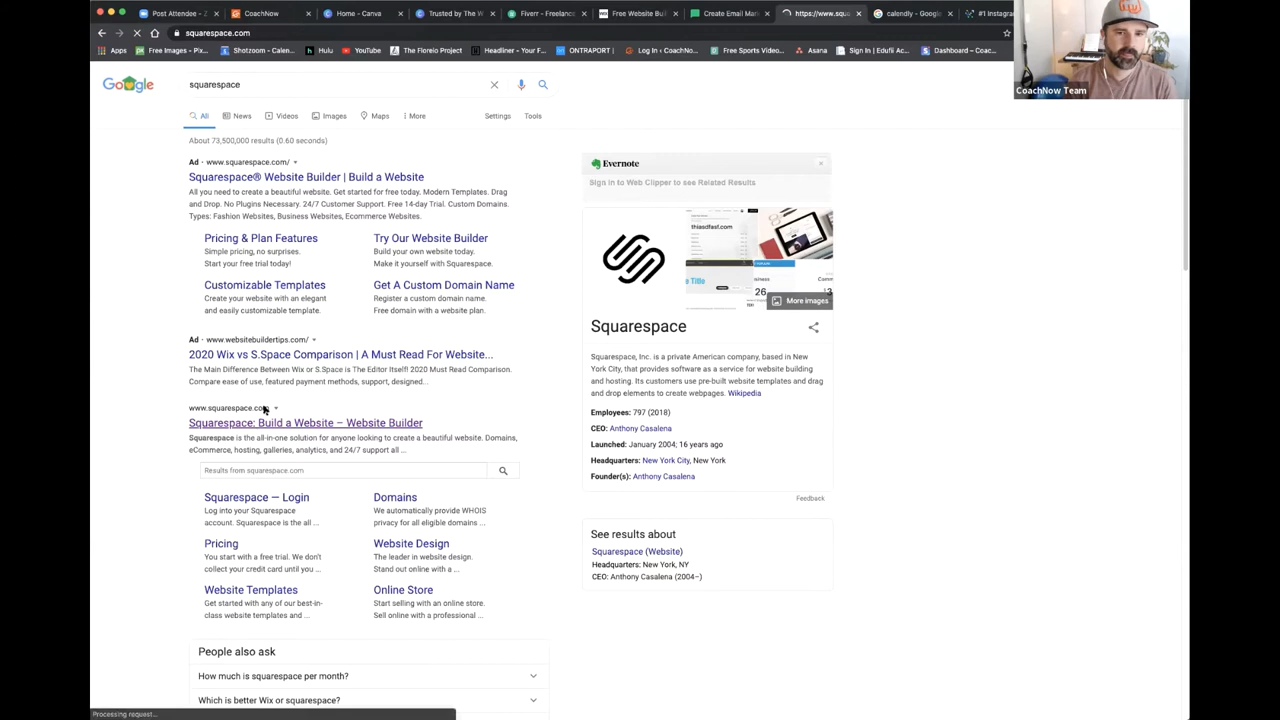 Post Attendee - Z
CoachNow
Home - Canva
Trusted by The W
Fiverr - Freelance
Free Website Bui
Create Email Mark
https://www.squ
calendly - Google
#1 Instagram
squarespace.com
Apps
Free Images - Pix...
Shotzoom - Calen...
Hulu
YouTube
The Floreio Project
Headliner - Your F...
ONTRAPORT
Log In ‹ CoachNo...
Free Sports Video...
Asana
Sign In | Edufii Ac...
Dashboard – Coac...
CoachNow Team
Google
squarespace
All
News
Videos
Images
Maps
More
Settings
Tools
About 73,500,000 results (0.60 seconds)
Ad · www.squarespace.com/
Squarespace® Website Builder | Build a Website
All you need to create a beautiful website. Get started for free today. Modern Templates. Drag
and Drop. No Plugins Necessary. 24/7 Customer Support. Free 14-day Trial. Custom Domains.
Types: Fashion Websites, Business Websites, Ecommerce Websites.
Pricing & Plan Features
Simple pricing, no surprises.
Start your free trial today!
Try Our Website Builder
Build your own website today.
Make it yourself with Squarespace.
Customizable Templates
Create your website with an elegant
and easily customizable template.
Get A Custom Domain Name
Register a custom domain name.
Free domain with a website plan.
Ad · www.websitebuildertips.com/
2020 Wix vs S.Space Comparison | A Must Read For Website...
The Main Difference Between Wix or S.Space is The Editor Itself! 2020 Must Read Comparison.
Compare ease of use, featured payment methods, support, designed...
www.squarespace.com
Squarespace: Build a Website – Website Builder
Squarespace is the all-in-one solution for anyone looking to create a beautiful website. Domains,
eCommerce, hosting, galleries, analytics, and 24/7 support all ...
Results from squarespace.com
Squarespace — Login
Log into your Squarespace
account. Squarespace is the all ...
Domains
We automatically provide WHOIS
privacy for all eligible domains ...
Pricing
You start with a free trial. We don't
collect your credit card until you ...
Website Design
The leader in website design.
Stand out online with a ...
Website Templates
Get started with any of our best-in-
class website templates and ...
Online Store
Start selling with an online store.
Sell online with a professional ...
People also ask
How much is squarespace per month?
Which is better Wix or squarespace?
Processing request...
Evernote
Sign in to Web Clipper to see Related Results
thiasdfasf.com
e Title
26
More images
Squarespace
Squarespace, Inc. is a private American company, based in New
York City, that provides software as a service for website building
and hosting. Its customers use pre-built website templates and drag
and drop elements to create webpages. Wikipedia
Employees: 797 (2018)
CEO: Anthony Casalena
Launched: January 2004; 16 years ago
Headquarters: New York City, New York
Founder(s): Anthony Casalena
Feedback
See results about
Squarespace (Website)
Headquarters: New York, NY
CEO: Anthony Casalena (2004–)